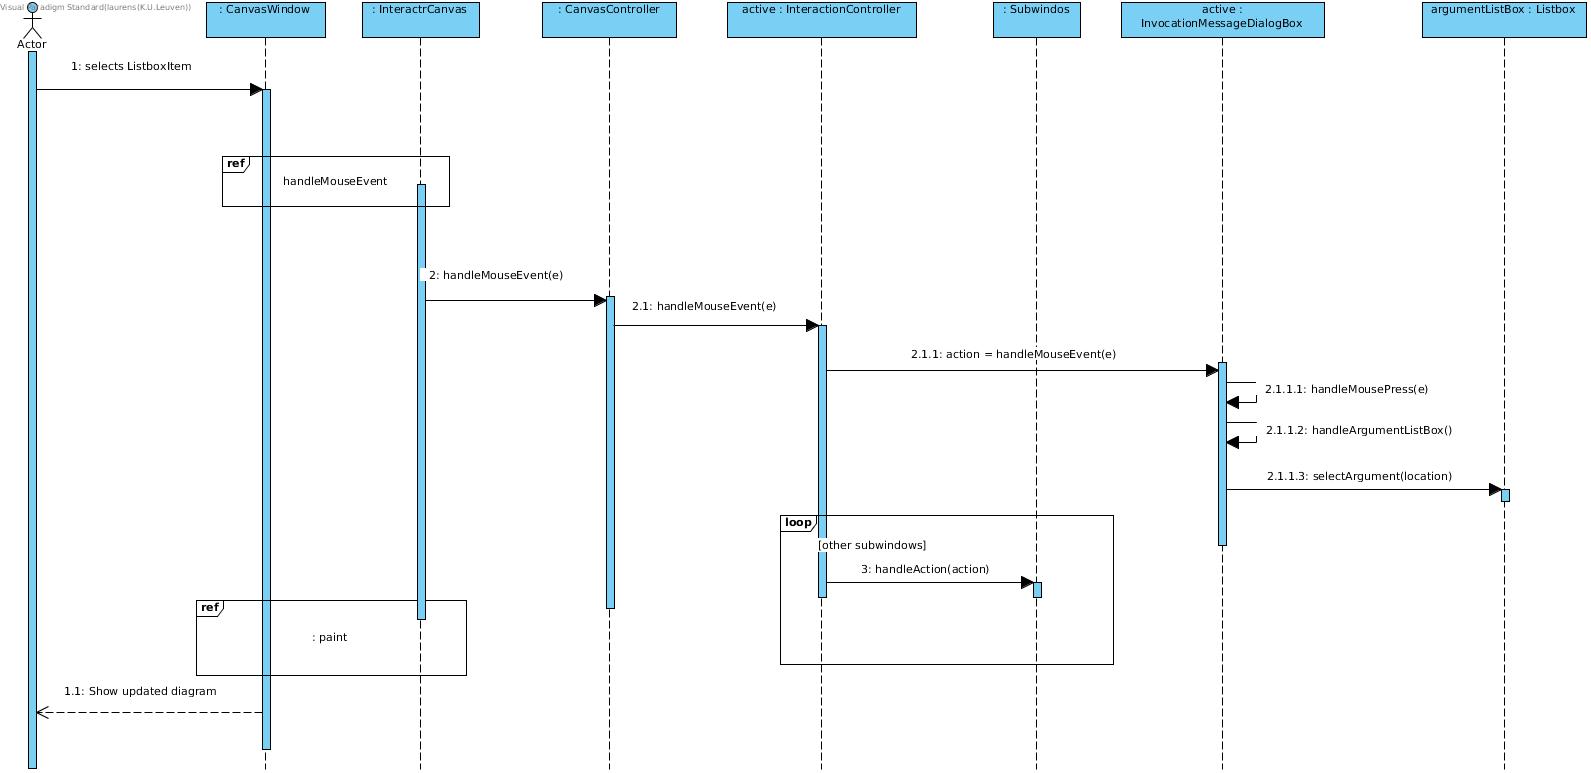 Visual Paradigm Standard(laurens(K.U.Leuven))
Actor
: CanvasWindow
: InteractrCanvas
: CanvasController
active : InteractionController
: Subwindos
active :
InvocationMessageDialogBox
argumentListBox : Listbox
1: selects ListboxItem
ref
handleMouseEvent
2: handleMouseEvent(e)
2.1: handleMouseEvent(e)
2.1.1: action = handleMouseEvent(e)
2.1.1.1: handleMousePress(e)
2.1.1.2: handleArgumentListBox()
2.1.1.3: selectArgument(location)
loop
[other subwindows]
3: handleAction(action)
ref
: paint
1.1: Show updated diagram